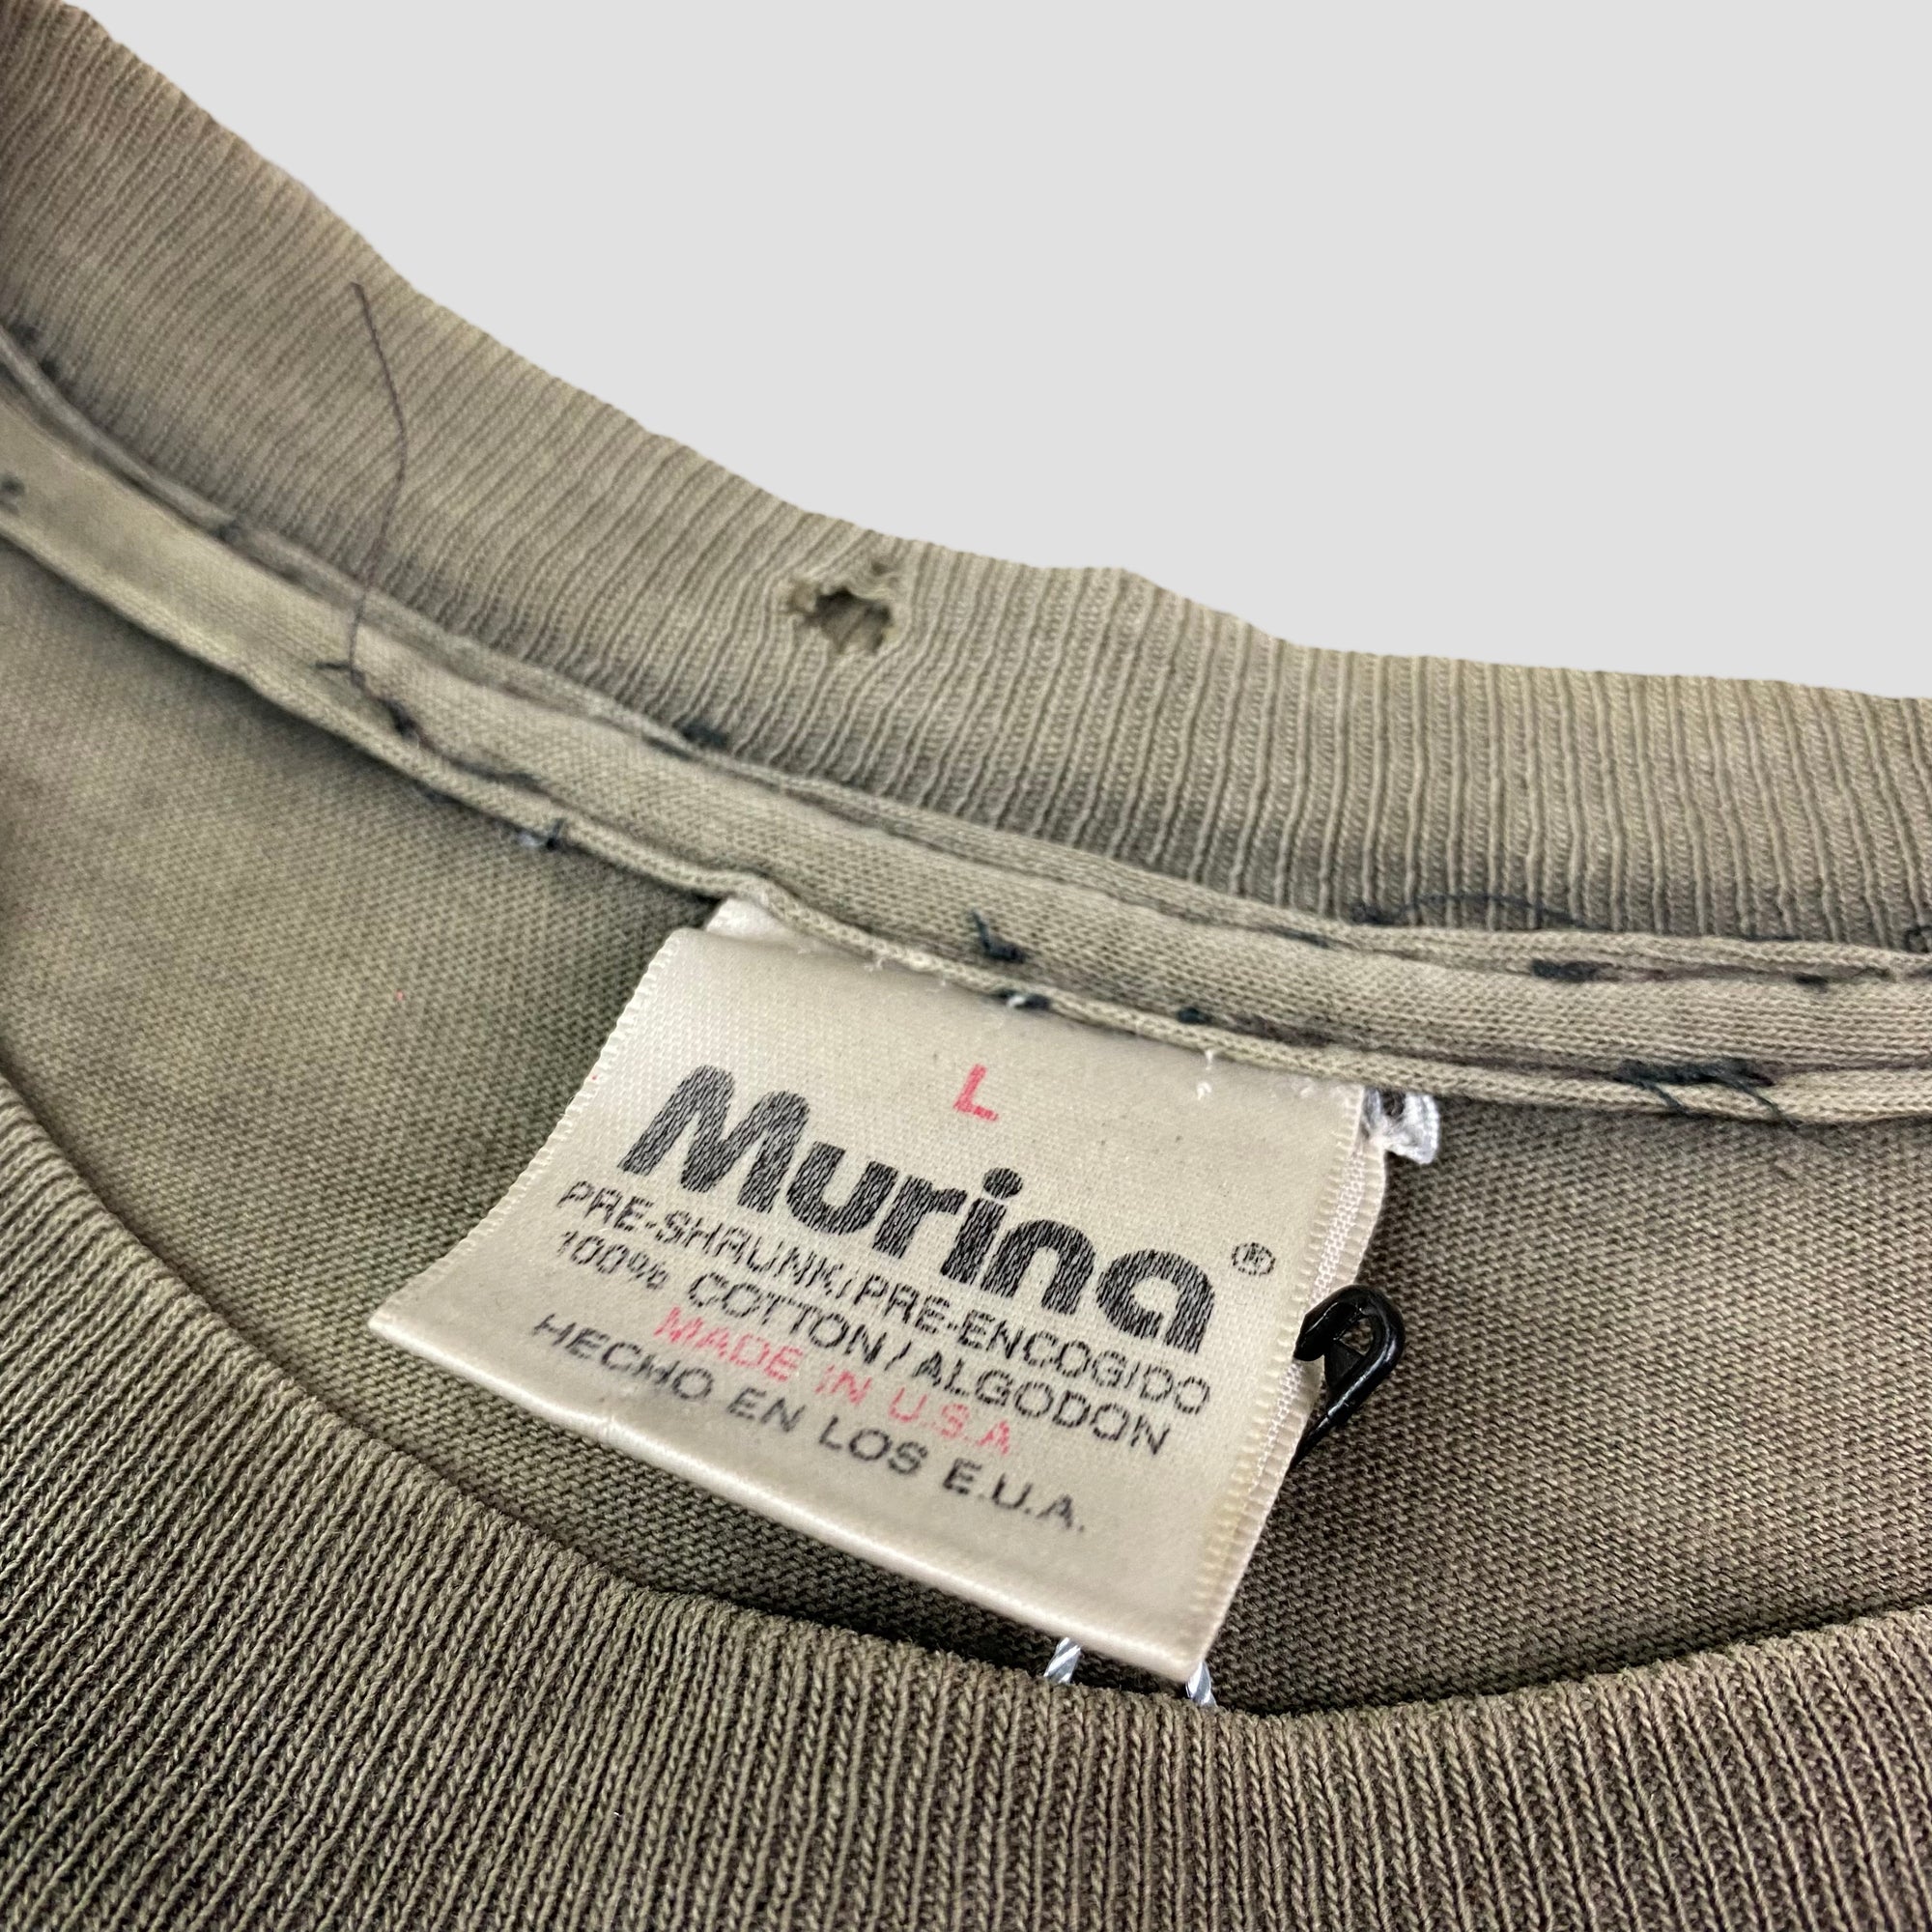 L
Murina®
PRE-SHRUNK/PRE-ENCOGIDO
100% COTTON/ALGODON
MADE IN U.S.A
HECHO EN LOS E.U.A.